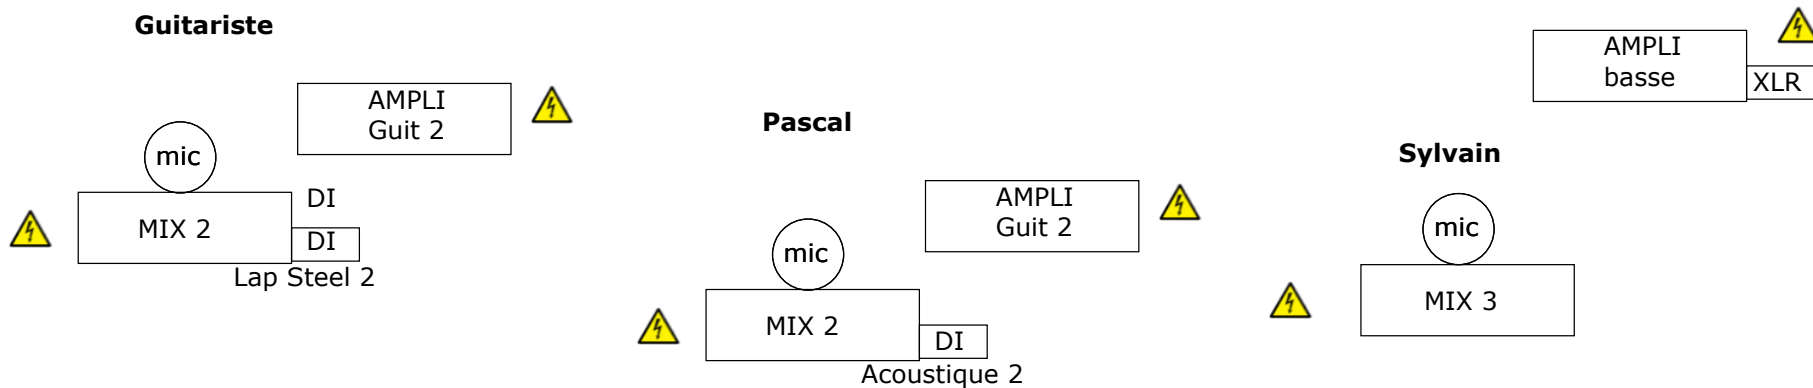 Guitariste
AMPLI
Guit 2
mic
DI
MIX 2
DI
Lap Steel 2
Pascal
AMPLI
Guit 2
mic
MIX 2
DI
Acoustique 2
AMPLI
basse
XLR
Sylvain
mic
MIX 3